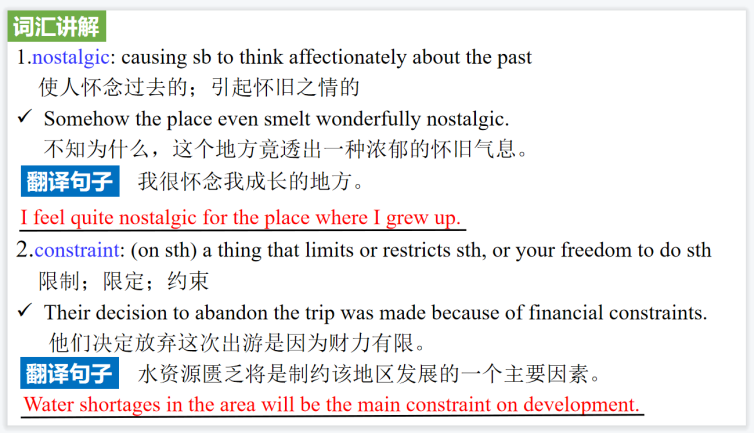 词汇讲解
1.nostalgic: causing sb to think affectionately about the past
使人怀念过去的；引起怀旧之情的
✓ Somehow the place even smelt wonderfully nostalgic.
不知为什么，这个地方竟透出一种浓郁的怀旧气息。
翻译句子 我很怀念我成长的地方。
I feel quite nostalgic for the place where I grew up.
2.constraint: (on sth) a thing that limits or restricts sth, or your freedom to do sth
限制；限定；约束
✓ Their decision to abandon the trip was made because of financial constraints.
他们决定放弃这次出游是因为财力有限。
翻译句子 水资源匮乏将是制约该地区发展的一个主要因素。
Water shortages in the area will be the main constraint on development.